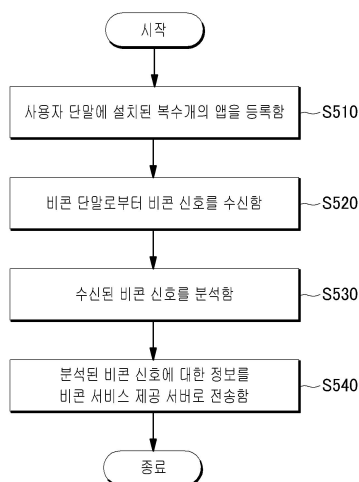 시작
사용자 단말에 설치된 복수개의 앱을 등록함
S510
비콘 단말로부터 비콘 신호를 수신함
S520
수신된 비콘 신호를 분석함
S530
분석된 비콘 신호에 대한 정보를
비콘 서비스 제공 서버로 전송함
S540
종료